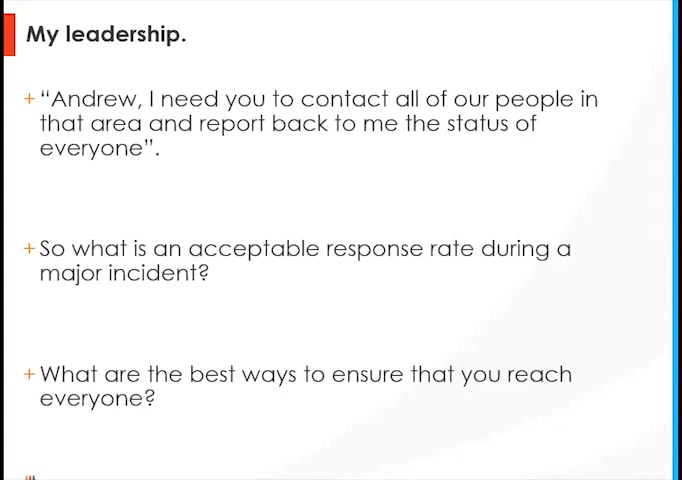 My leadership.
+ “Andrew, I need you to contact all of our people in
that area and report back to me the status of
everyone”.
+ So what is an acceptable response rate during a
major incident?
+ What are the best ways to ensure that you reach
everyone?